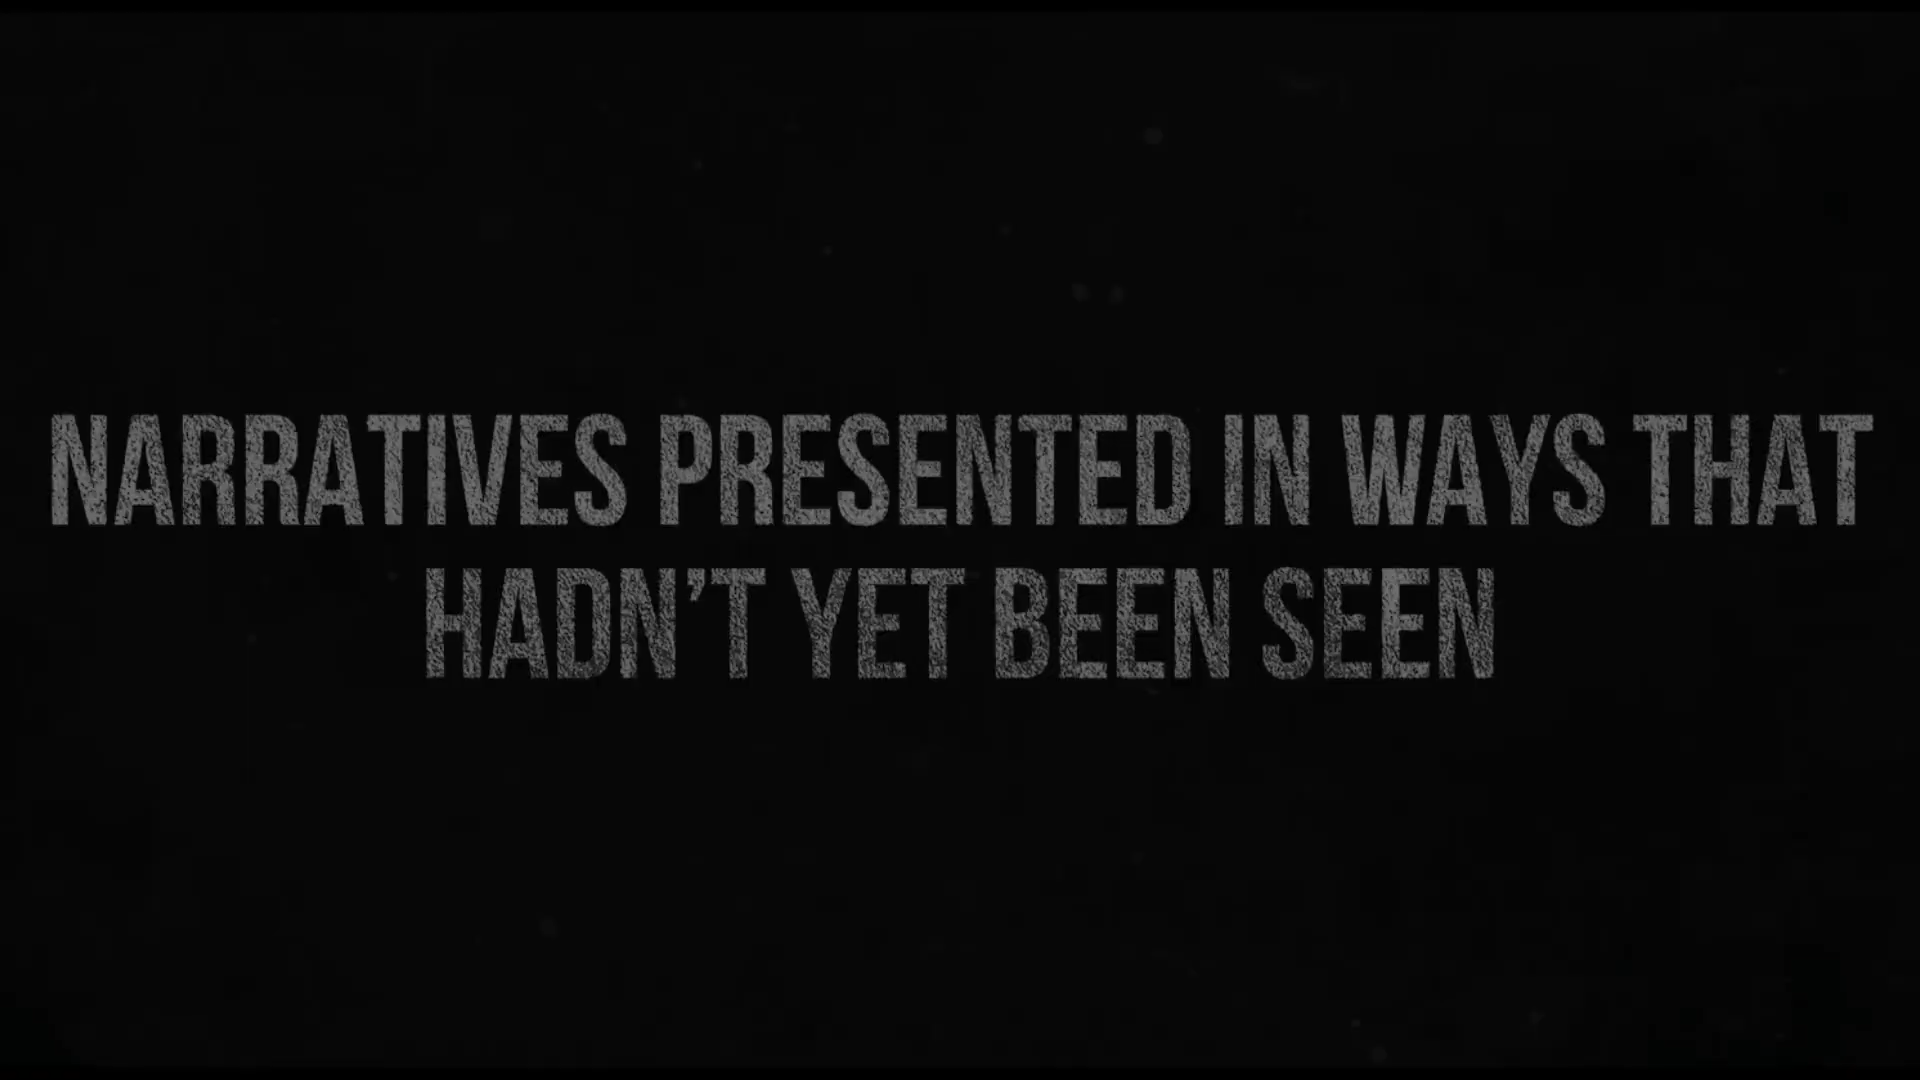 NARRATIVES PRESENTED IN WAYS THAT
HADN’T YET BEEN SEEN